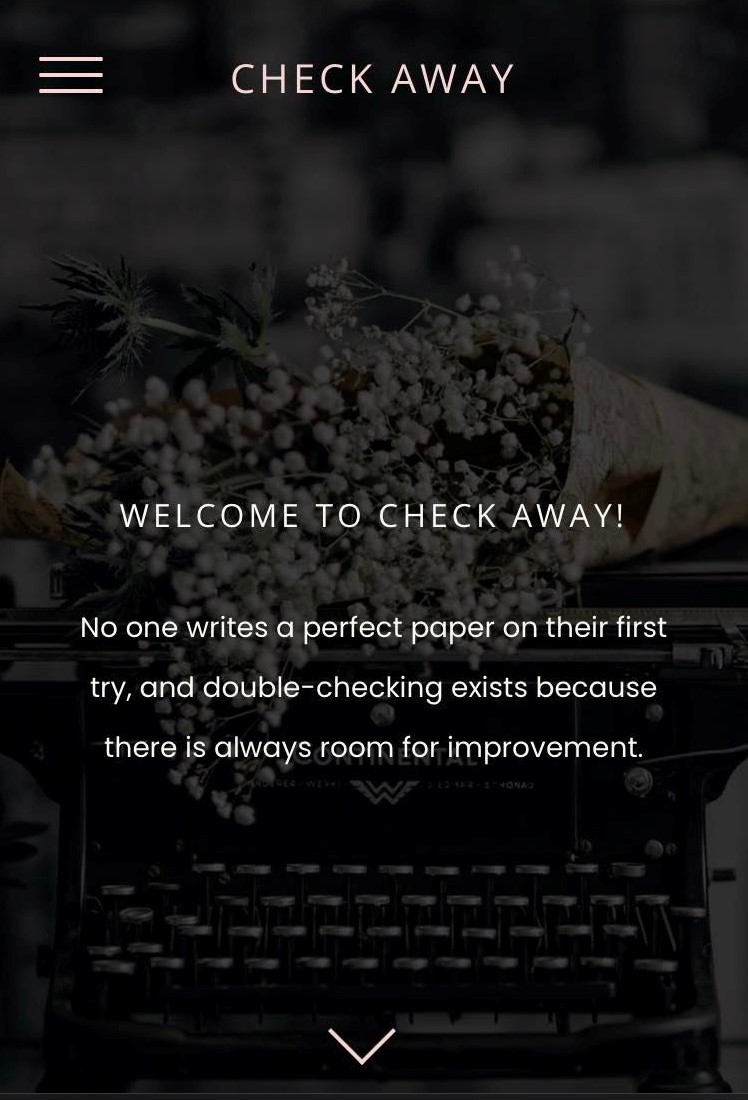 CHECK AWAY
WELCOME TO CHECK AWAY!
No one writes a perfect paper on their first
try, and double-checking exists because
there is always room for improvement.
CONTINENTAL